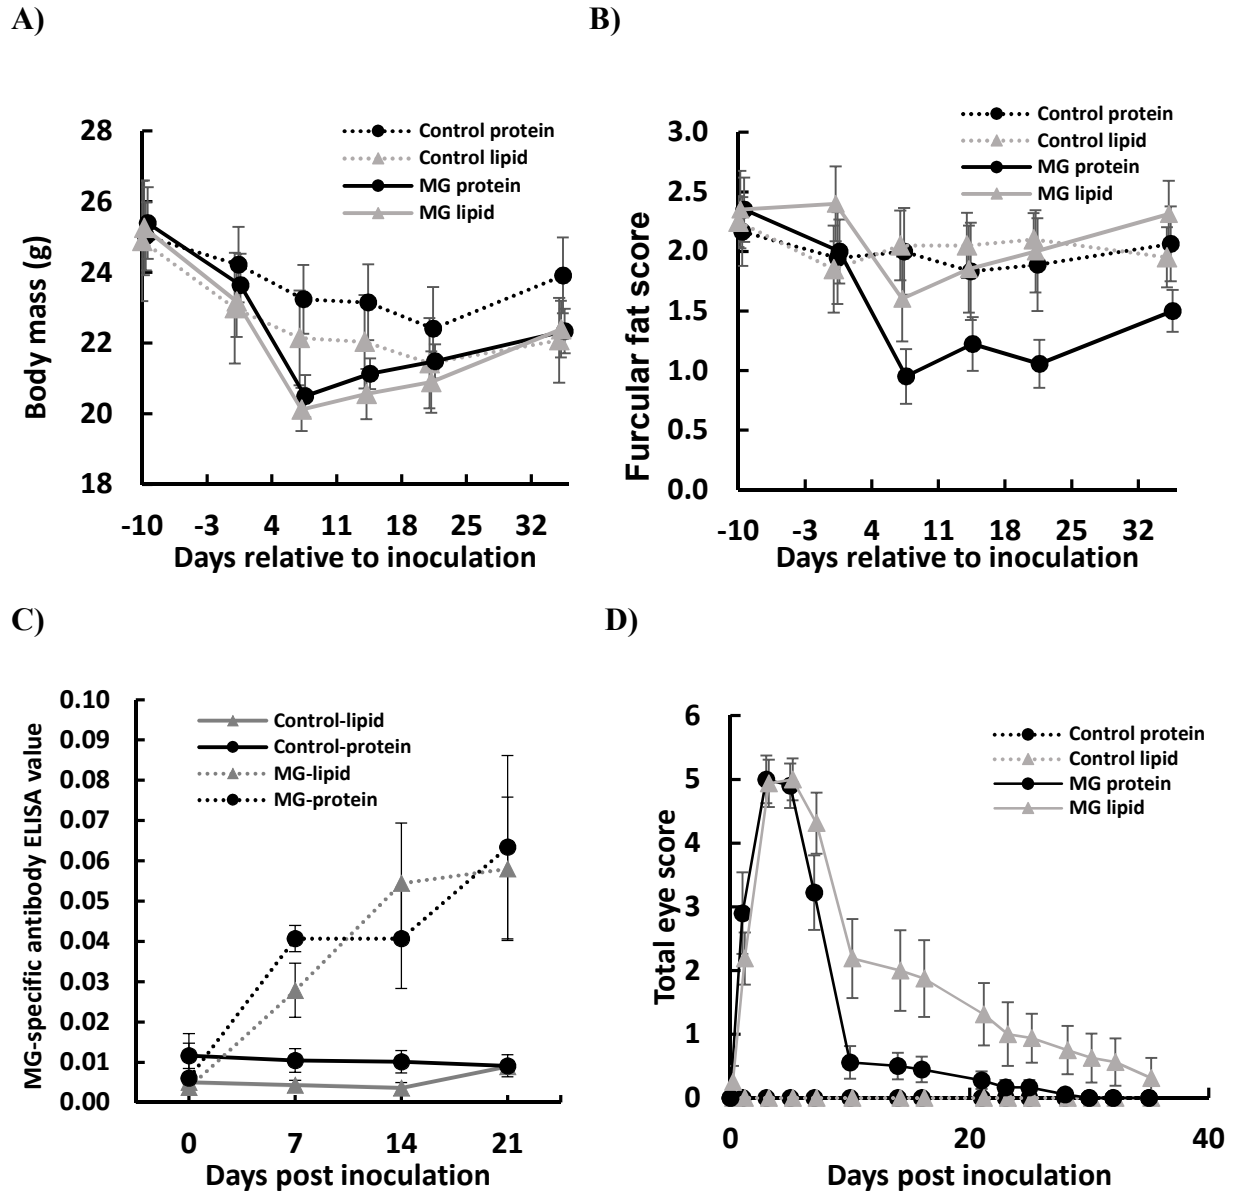 A)
B)
Control protein
Control lipid
MG protein
MG lipid
28
26
24
22
20
18
Body mass (g)
-10 -3 4 11 18 25 32
Days relative to inoculation
Control protein
Control lipid
MG protein
MG lipid
3.0
2.5
2.0
1.5
1.0
0.5
0.0
Furcular fat score
-10 -3 4 11 18 25 32
Days relative to inoculation
C)
D)
Control-lipid
Control-protein
MG-lipid
MG-protein
0.10
0.09
0.08
0.07
0.06
0.05
0.04
0.03
0.02
0.01
0.00
MG-specific antibody ELISA value
0 7 14 21
Days post inoculation
Control protein
Control lipid
MG protein
MG lipid
6
5
4
3
2
1
0
Total eye score
0 20 40
Days post inoculation